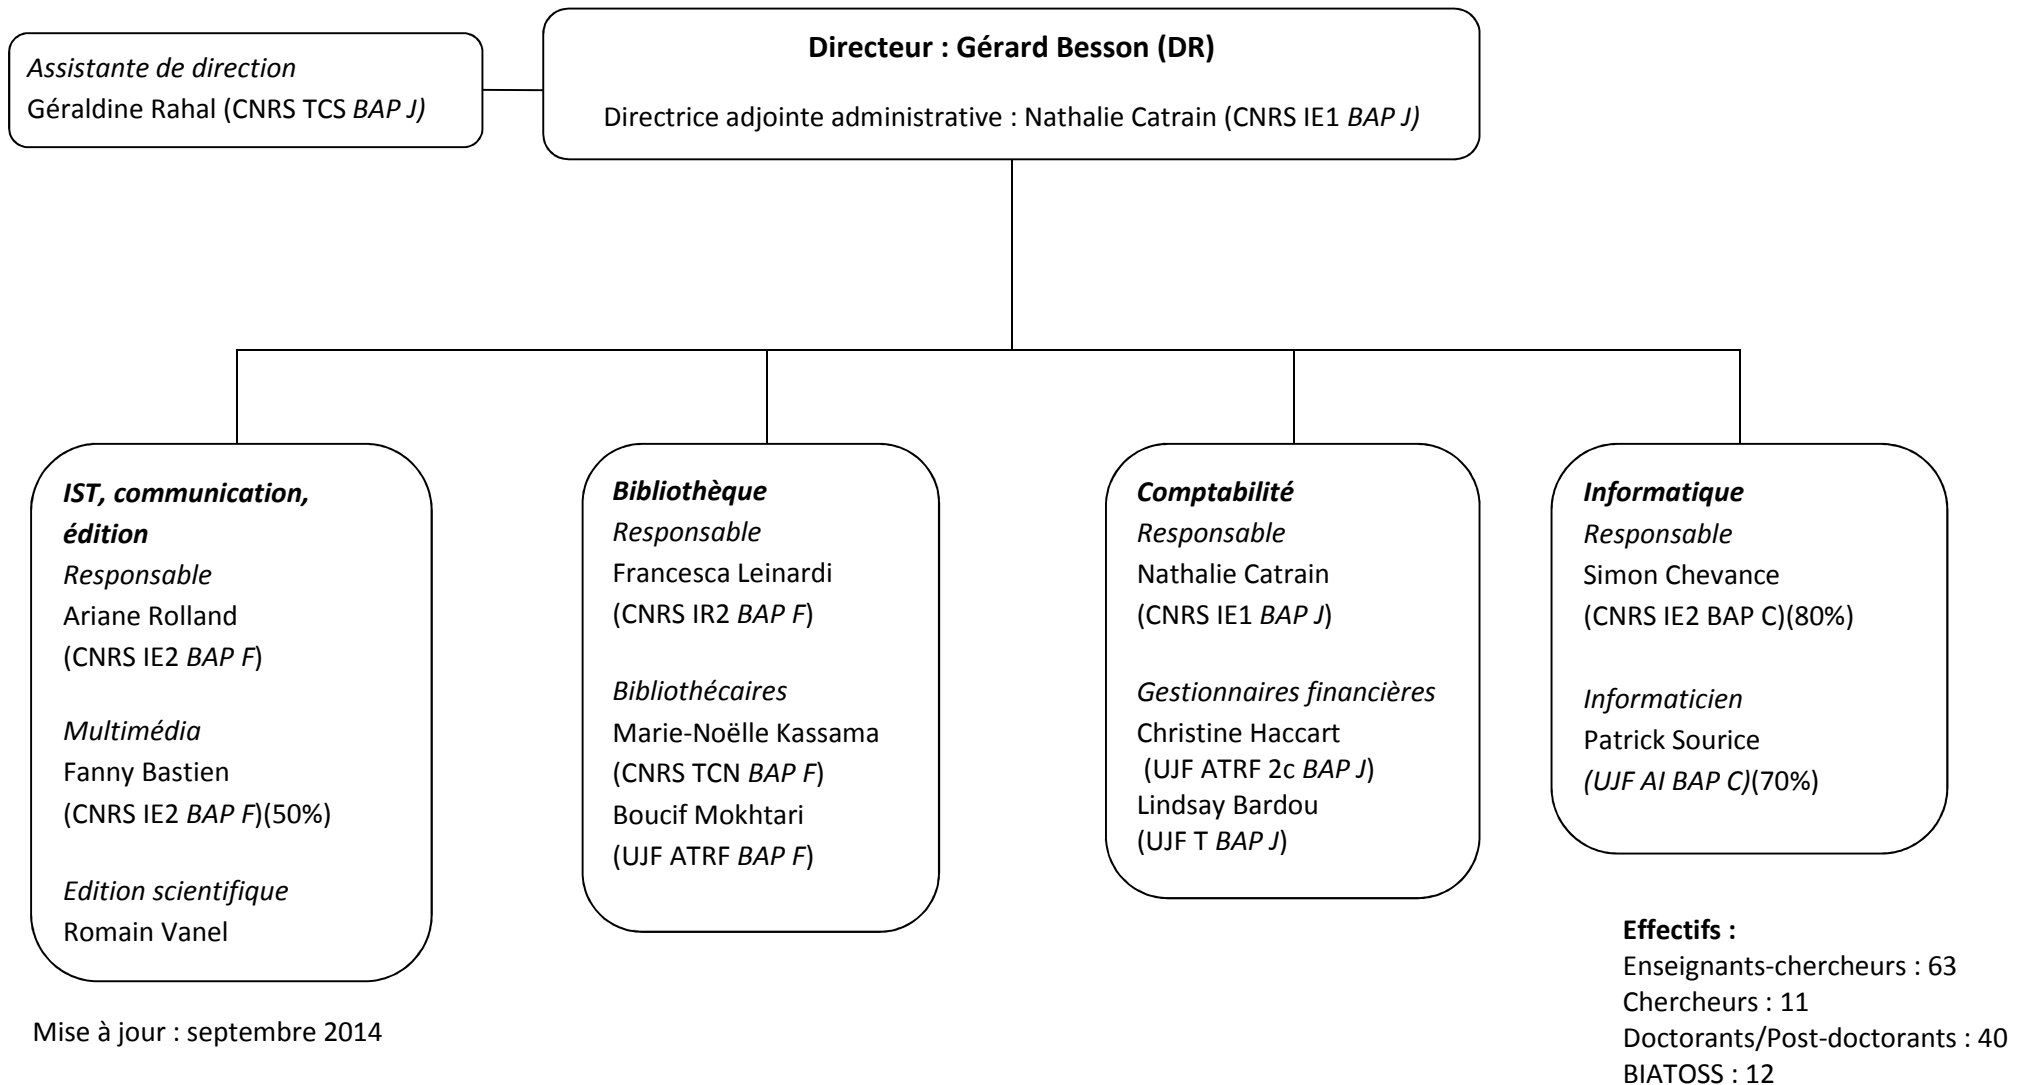 Assistante de direction
Géraldine Rahal (CNRS TCS BAP J)
Directeur : Gérard Besson (DR)
Directrice adjointe administrative : Nathalie Catrain (CNRS IE1 BAP J)
IST, communication,
édition
Responsable
Ariane Rolland
(CNRS IE2 BAP F)
Multimédia
Fanny Bastien
(CNRS IE2 BAP F)(50%)
Edition scientifique
Romain Vanel
Bibliothèque
Responsable
Francesca Leinardi
(CNRS IR2 BAP F)
Bibliothécaires
Marie-Noëlle Kassama
(CNRS TCN BAP F)
Boucif Mokhtari
(UJF ATRF BAP F)
Comptabilité
Responsable
Nathalie Catrain
(CNRS IE1 BAP J)
Gestionnaires financières
Christine Haccart
(UJF ATRF 2c BAP J)
Lindsay Bardou
(UJF T BAP J)
Informatique
Responsable
Simon Chevance
(CNRS IE2 BAP C)(80%)
Informaticien
Patrick Sourice
(UJF AI BAP C)(70%)
Mise à jour : septembre 2014
Effectifs :
Enseignants-chercheurs : 63
Chercheurs : 11
Doctorants/Post-doctorants : 40
BIATOSS : 12